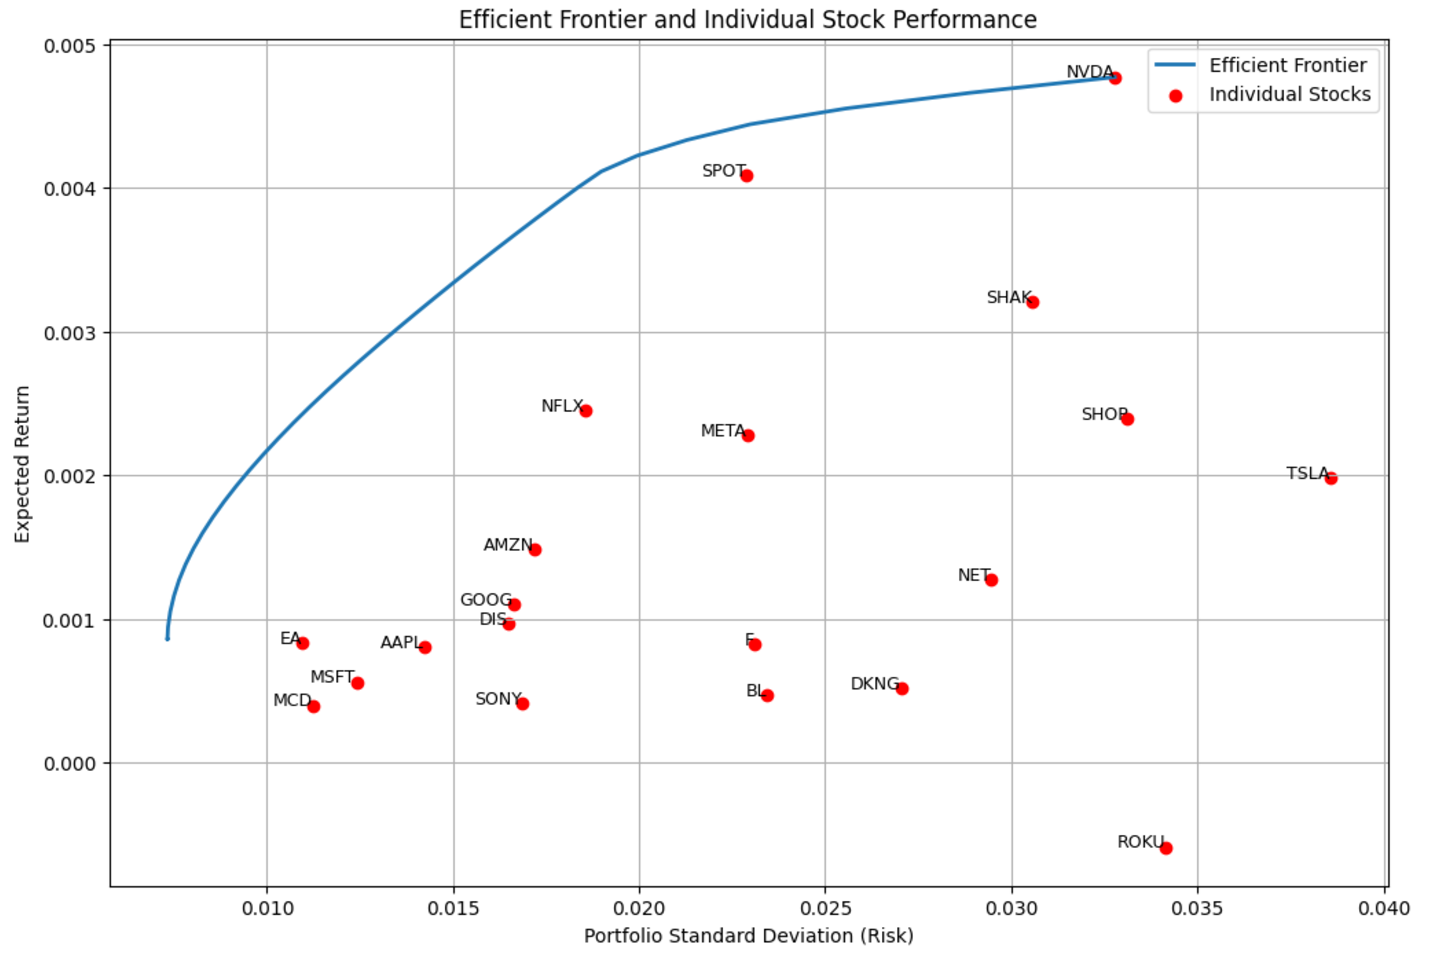 Efficient Frontier and Individual Stock Performance
0.005
0.004
0.003
0.002
0.001
0.000
Expected Return
Efficient Frontier
Individual Stocks
NVDA
SPOT
SHAK
NFLX
META
SHOP
TSLA
AMZN
NET
GOOG
DIS
EA
AAPL
F
MSFT
MCD
SONY
BL
DKNG
ROKU
0.010
0.015
0.020
0.025
0.030
0.035
0.040
Portfolio Standard Deviation (Risk)